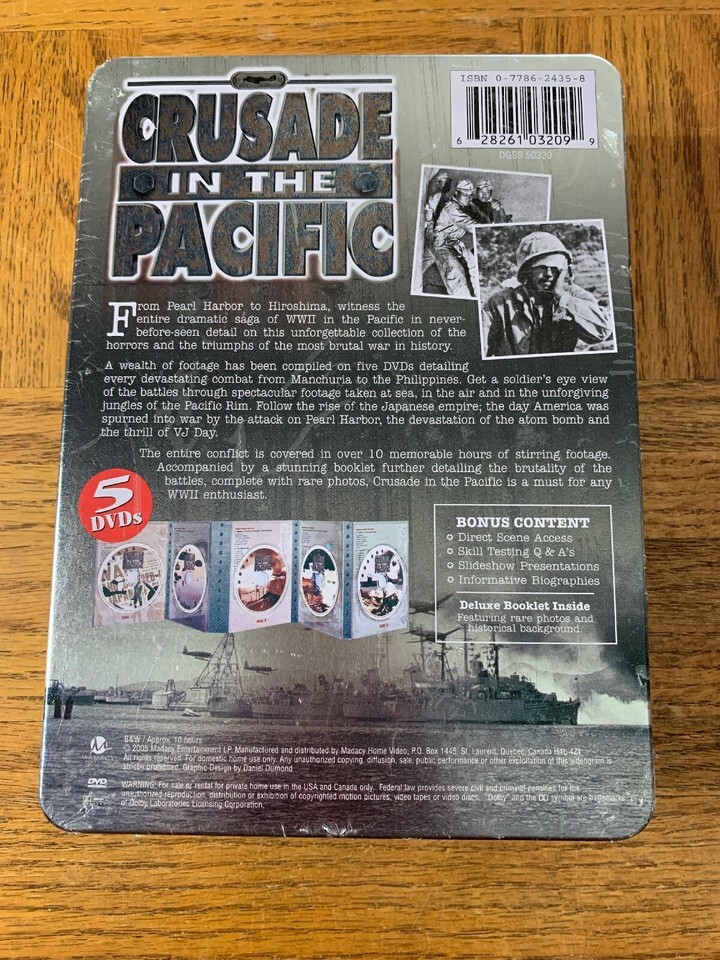 ISBN 0-7786-2435-8
6 28261 03209 9
DGS9 50320
CRUSADE
IN THE
PACIFIC
From Pearl Harbor to Hiroshima, witness the
entire dramatic saga of WWII in the Pacific in never-
before-seen detail on this unforgettable collection of the
horrors and the triumphs of the most brutal war in history.
A wealth of footage has been compiled on five DVDs detailing
every devastating combat from Manchuria to the Philippines. Get a soldier's eye view
of the battles through spectacular footage taken at sea, in the air and in the unforgiving
jungles of the Pacific Rim. Follow the rise of the Japanese empire; the day America was
spurned into war by the attack on Pearl Harbor, the devastation of the atom bomb and
the thrill of VJ Day.
The entire conflict is covered in over 10 memorable hours of stirring footage.
Accompanied by a stunning booklet further detailing the brutality of the
battles, complete with rare photos, Crusade in the Pacific is a must for any
WWII enthusiast.
5
DVDs
BONUS CONTENT
Direct Scene Access
Skill Testing Q & A's
Slideshow Presentations
Informative Biographies
Deluxe Booklet Inside
Featuring rare photos and
historical background.
B&W / Approx. 10 hours
© 2005 Madacy Entertainment LP. Manufactured and distributed by Madacy Home Video, P.O. Box 1445, St. Laurent, Quebec, Canada H4L 4Z1
All rights reserved. For domestic home use only. Any unauthorized copying, diffusion, sale, public performance or other exploitation of this videogram is
strictly prohibited. Graphic Design by Daniel Dumond
DVD
WARNING: For sale or rental for private home use in the USA and Canada only. Federal law provides severe civil and criminal penalties for the
unauthorized reproduction, distribution or exhibition of copyrighted motion pictures, video tapes or video discs. "Dolby" and the DD symbol are trademarks
of Dolby Laboratories Licensing Corporation.